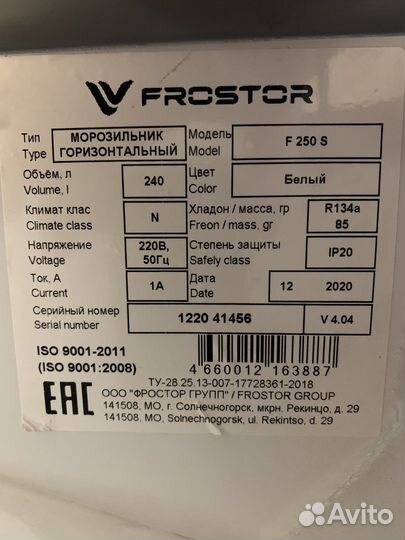 FROSTOR
Тип МОРОЗИЛЬНИК Модель F 250 S
Type ГОРИЗОНТАЛЬНЫЙ Model
Объём, л 240 Цвет Белый
Volume, l Color
Климат клас N Хладон / масса, гр R134a
Climate class Freon / mass, gr 85
Напряжение 220В, Степень защиты IP20
Voltage 50Гц Safely class
Ток, А 1А Дата 12 2020
Current Date
Серийный номер 1220 41456 V 4.04
Serial number
ISO 9001-2011
(ISO 9001:2008)
4 660012 163887
ТУ-28.25.13-007-17728361-2018
EAC ООО "ФРОСТОР ГРУПП" / FROSTOR GROUP
141508, МО, г. Солнечногорск, мкрн. Рекинцо, д. 29
141508, MO, Solnechnogorsk, ul. Rekintso, d. 29
Avito